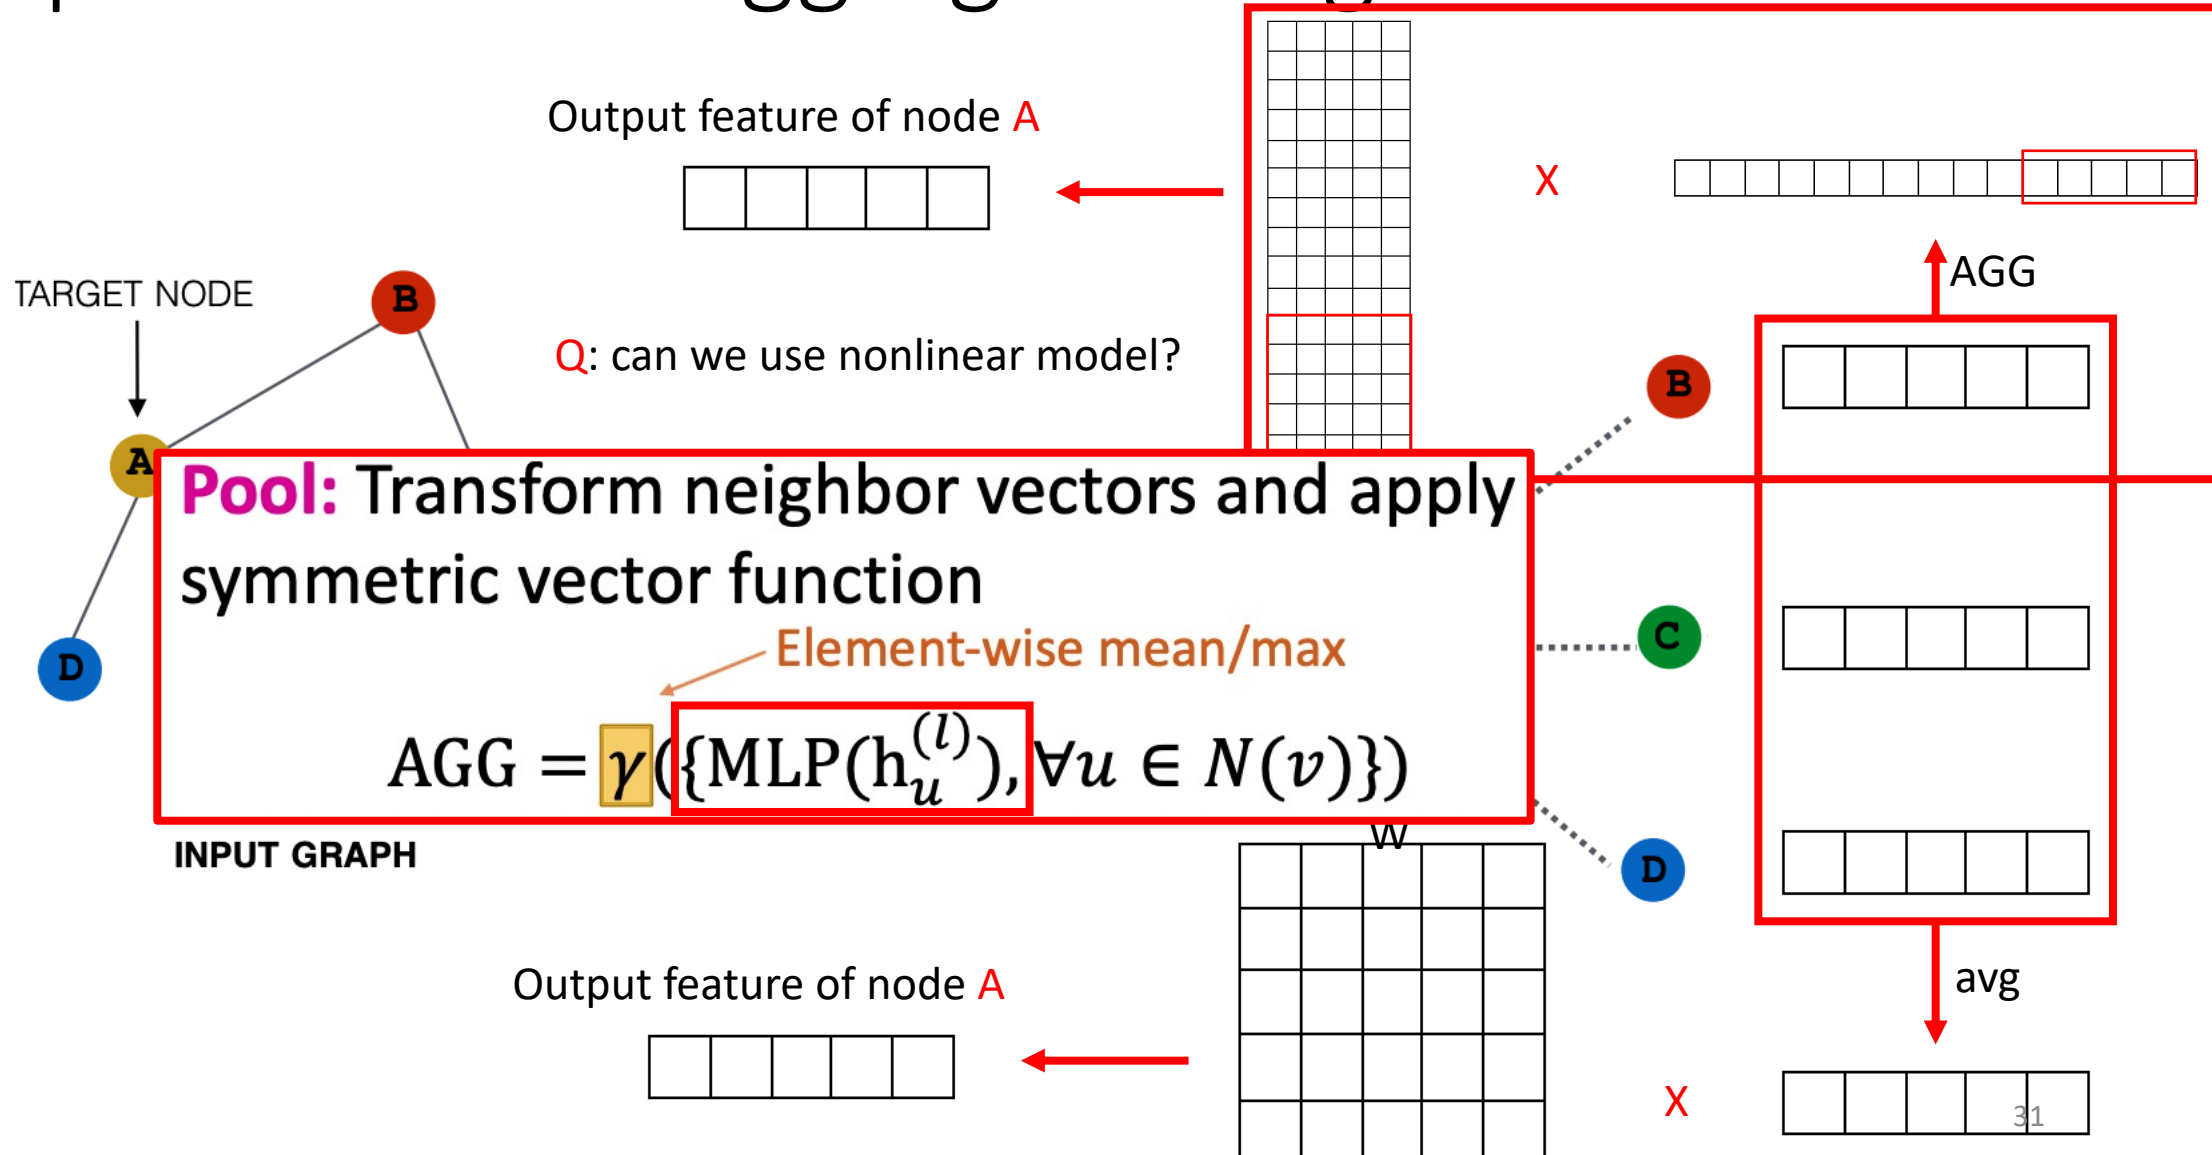 Output feature of node A
X
AGG
TARGET NODE
B
Q: can we use nonlinear model?
B
A
Pool: Transform neighbor vectors and apply
symmetric vector function
Element-wise mean/max
C
D
AGG = γ({MLP(h_u^{(l)}), ∀u ∈ N(v)})
W
INPUT GRAPH
D
Output feature of node A
avg
X
31